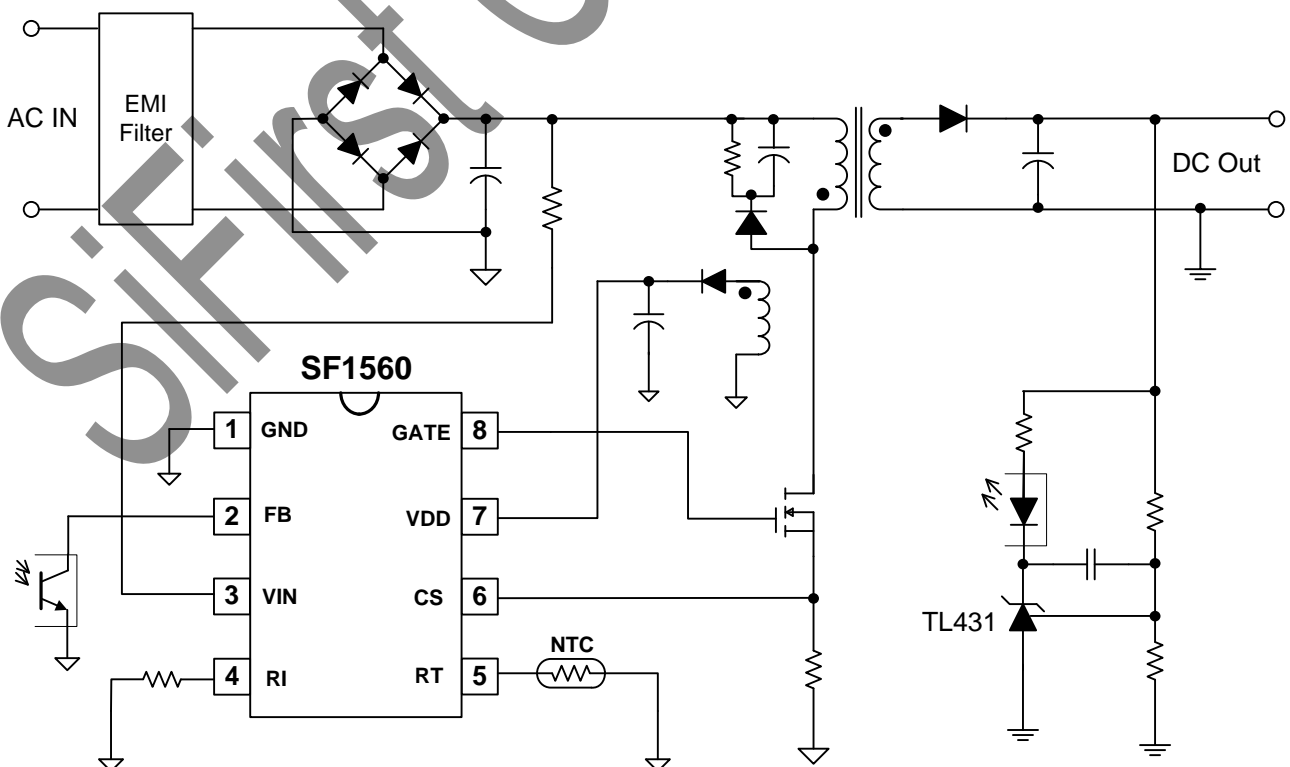 SiFirst
AC IN
EMI
Filter
DC Out
SF1560
1 GND
GATE 8
2 FB
VDD 7
3 VIN
CS 6
4 RI
RT 5
NTC
TL431